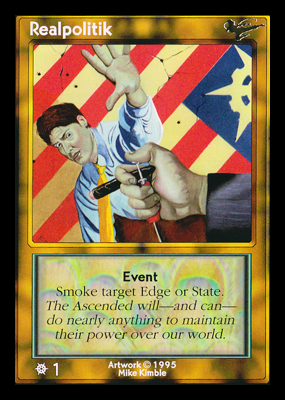 Realpolitik
Event
Smoke target Edge or State.
The Ascended will—and can—
do nearly anything to maintain
their power over our world.
1
Artwork © 1995
Mike Kimble